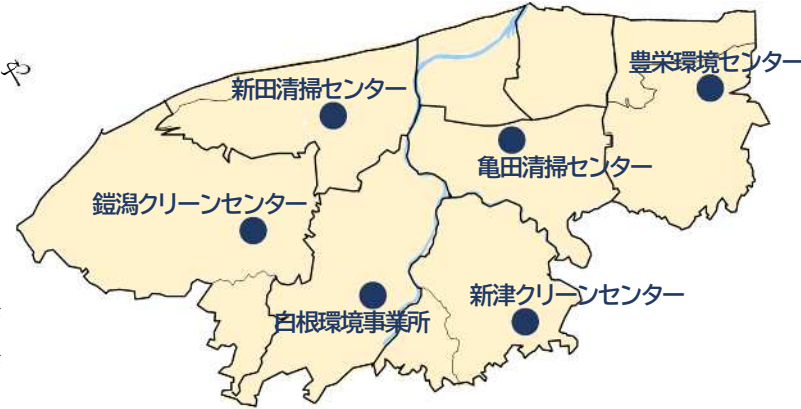 や
豊栄環境センター
新田清掃センター
亀田清掃センター
鎧潟クリーンセンター
新津クリーンセンター
白根環境事業所